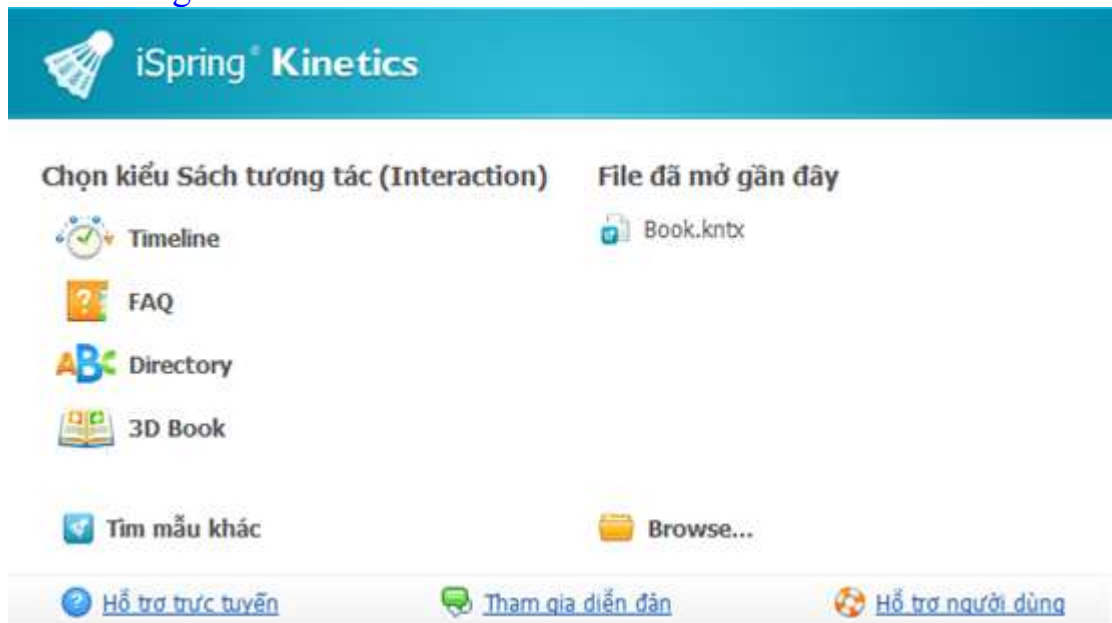 iSpring® Kinetics
Chọn kiểu Sách tương tác (Interaction)
Timeline
FAQ
Directory
3D Book
Tìm mẫu khác
File đã mở gần đây
Book.kntx
Browse...
Hỗ trợ trực tuyến
Tham gia diễn đàn
Hỗ trợ người dùng